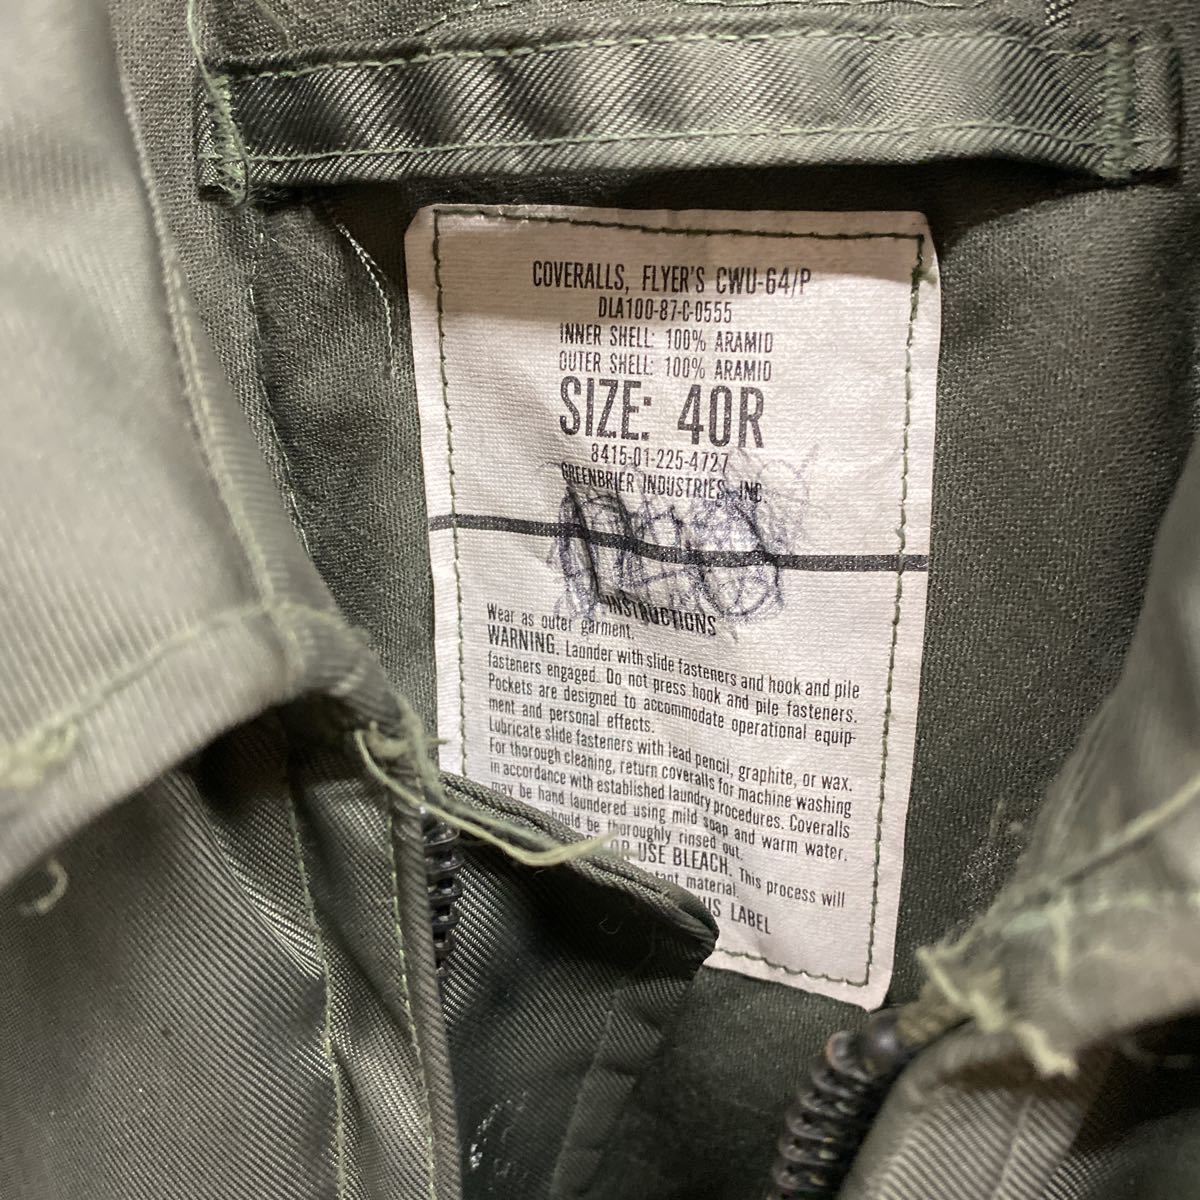 COVERALLS, FLYER'S CWU-64/P
DLA100-87-C-0555
INNER SHELL: 100% ARAMID
OUTER SHELL: 100% ARAMID
SIZE: 40R
8415-01-225-4727
GREENBRIER INDUSTRIES, INC.
INSTRUCTIONS
Wear as outer garment.
WARNING. Launder with slide fasteners and hook and pile
fasteners engaged. Do not press hook and pile fasteners.
Pockets are designed to accommodate operational equip-
ment and personal effects.
Lubricate slide fasteners with lead pencil, graphite, or wax.
For thorough cleaning, return coveralls for machine washing
in accordance with established laundry procedures. Coveralls
may be hand laundered using mild soap and warm water.
should be thoroughly rinsed out.
OR USE BLEACH. This process will
material.
LABEL